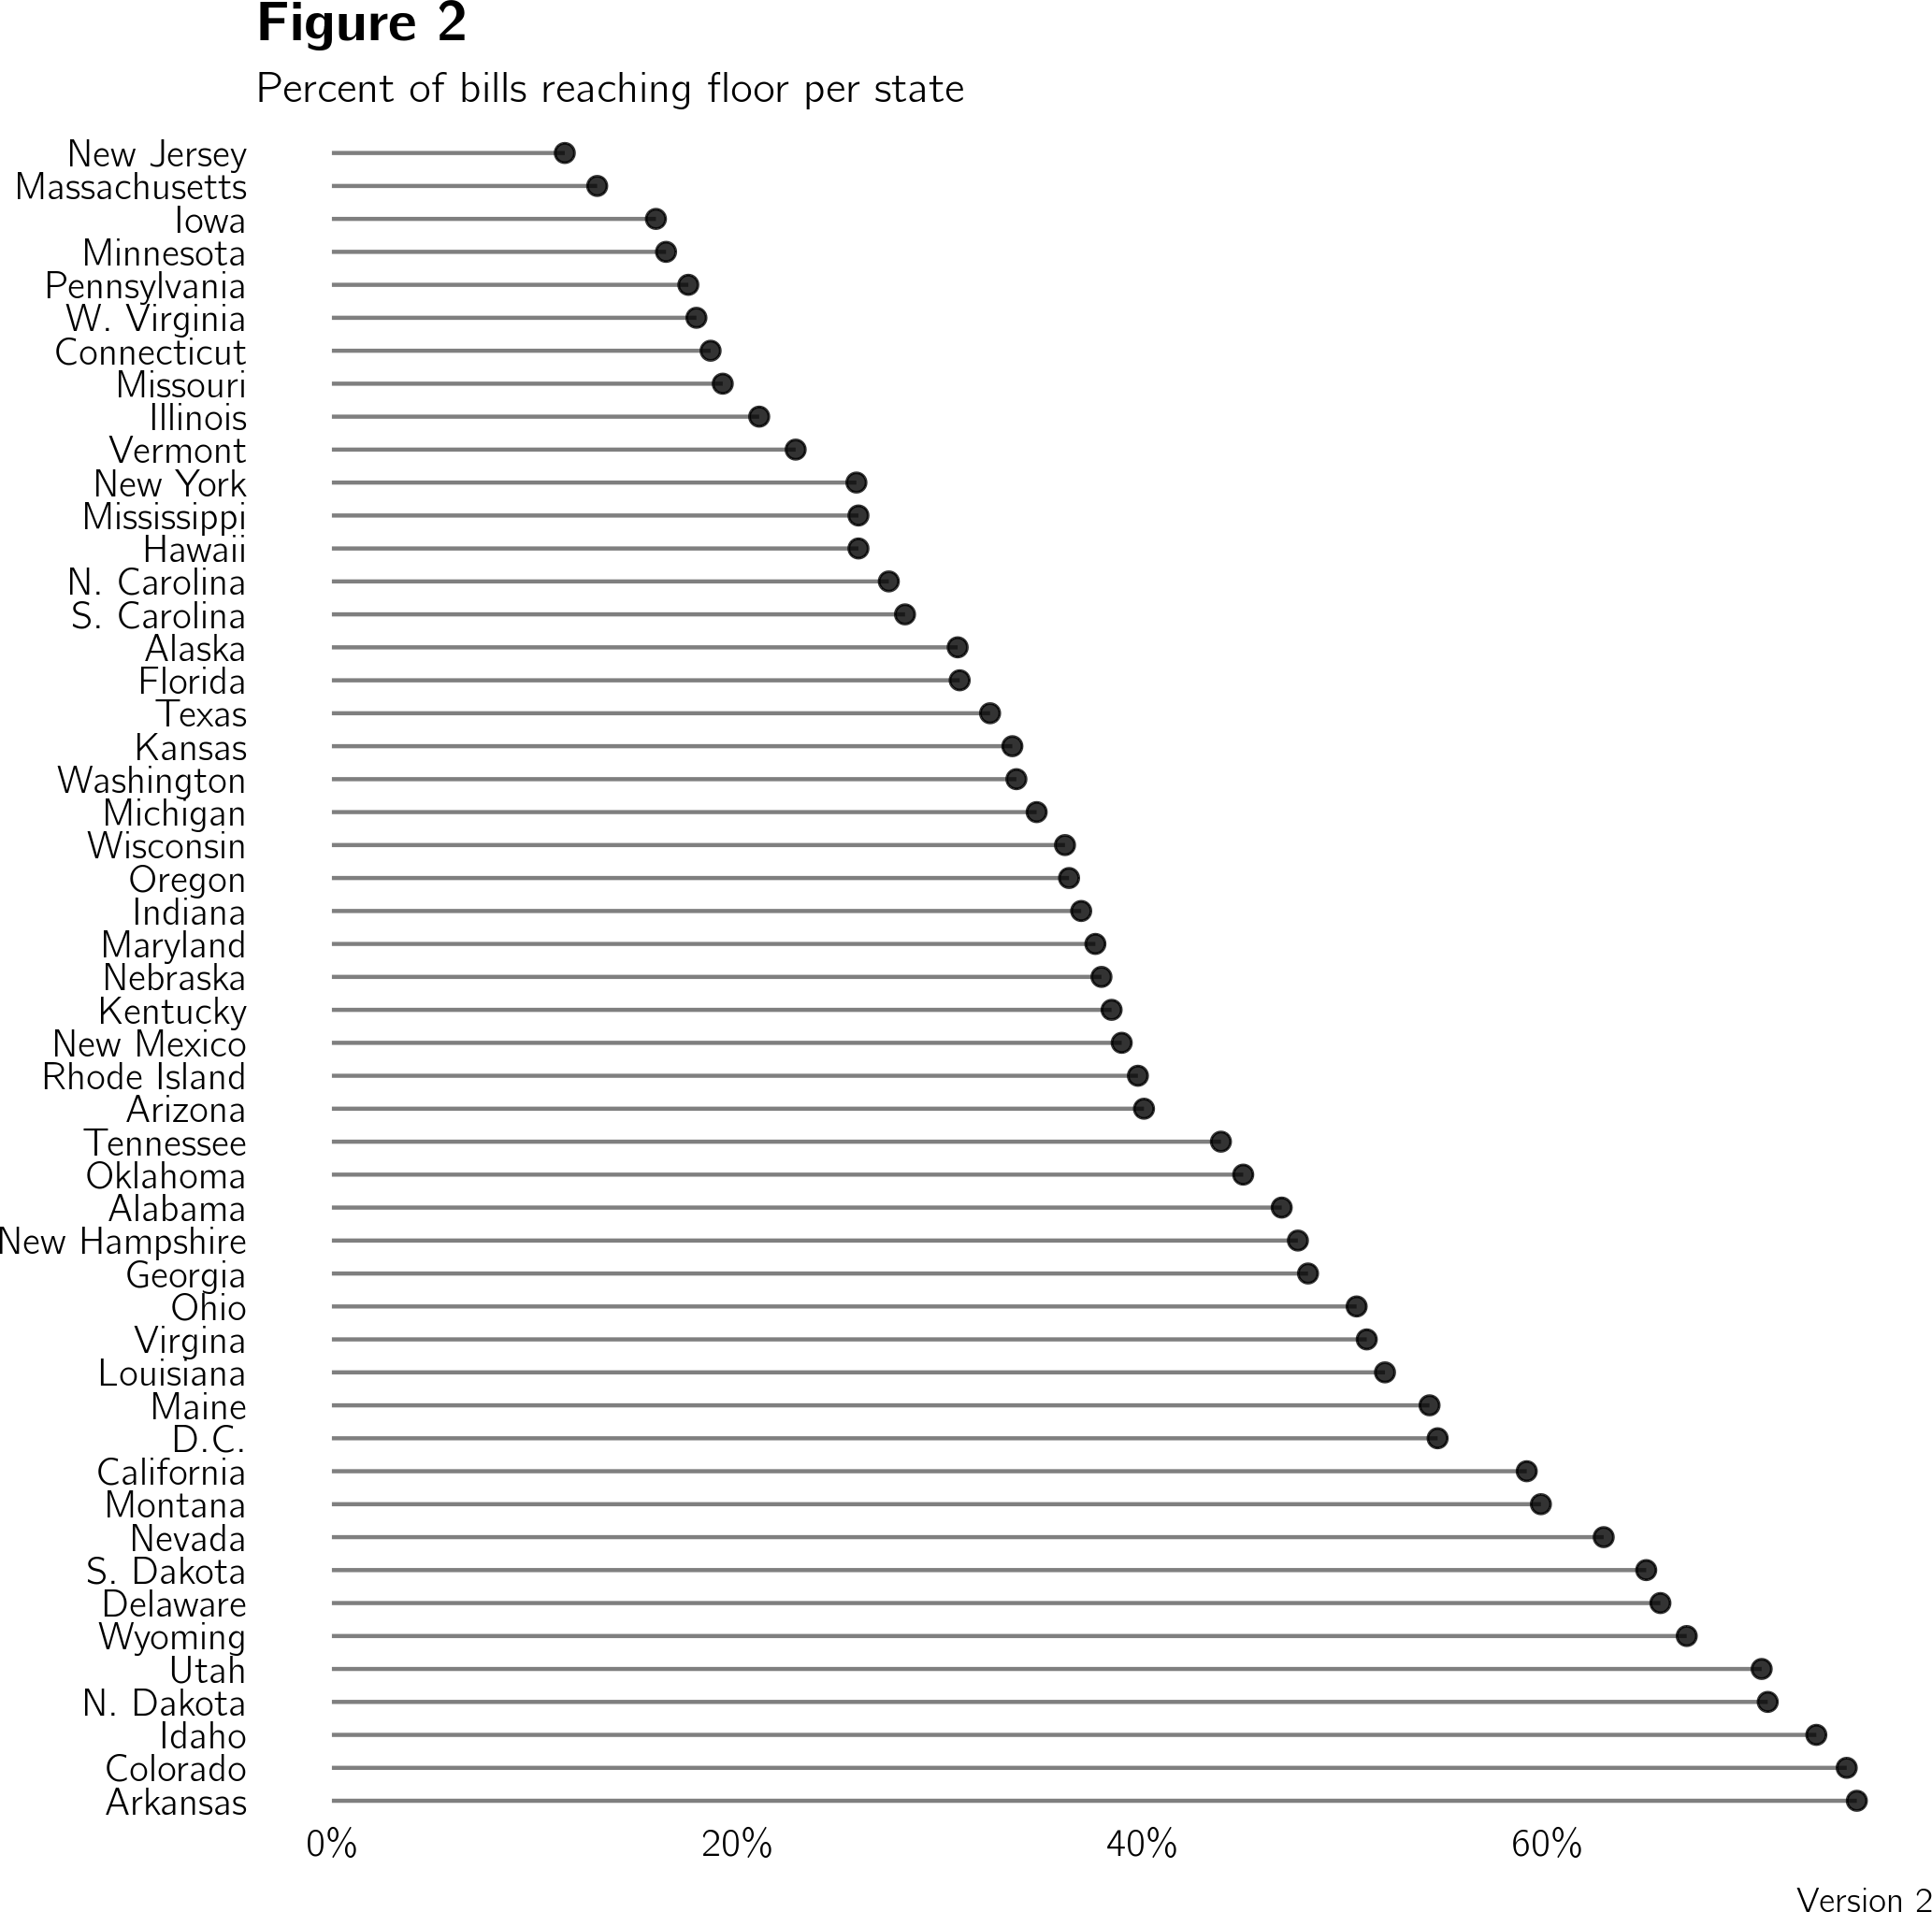 Figure 2
Percent of bills reaching floor per state
New Jersey
Massachusetts
Iowa
Minnesota
Pennsylvania
W. Virginia
Connecticut
Missouri
Illinois
Vermont
New York
Mississippi
Hawaii
N. Carolina
S. Carolina
Alaska
Florida
Texas
Kansas
Washington
Michigan
Wisconsin
Oregon
Indiana
Maryland
Nebraska
Kentucky
New Mexico
Rhode Island
Arizona
Tennessee
Oklahoma
Alabama
New Hampshire
Georgia
Ohio
Virgina
Louisiana
Maine
D.C.
California
Montana
Nevada
S. Dakota
Delaware
Wyoming
Utah
N. Dakota
Idaho
Colorado
Arkansas
0% 20% 40% 60%
Version 2